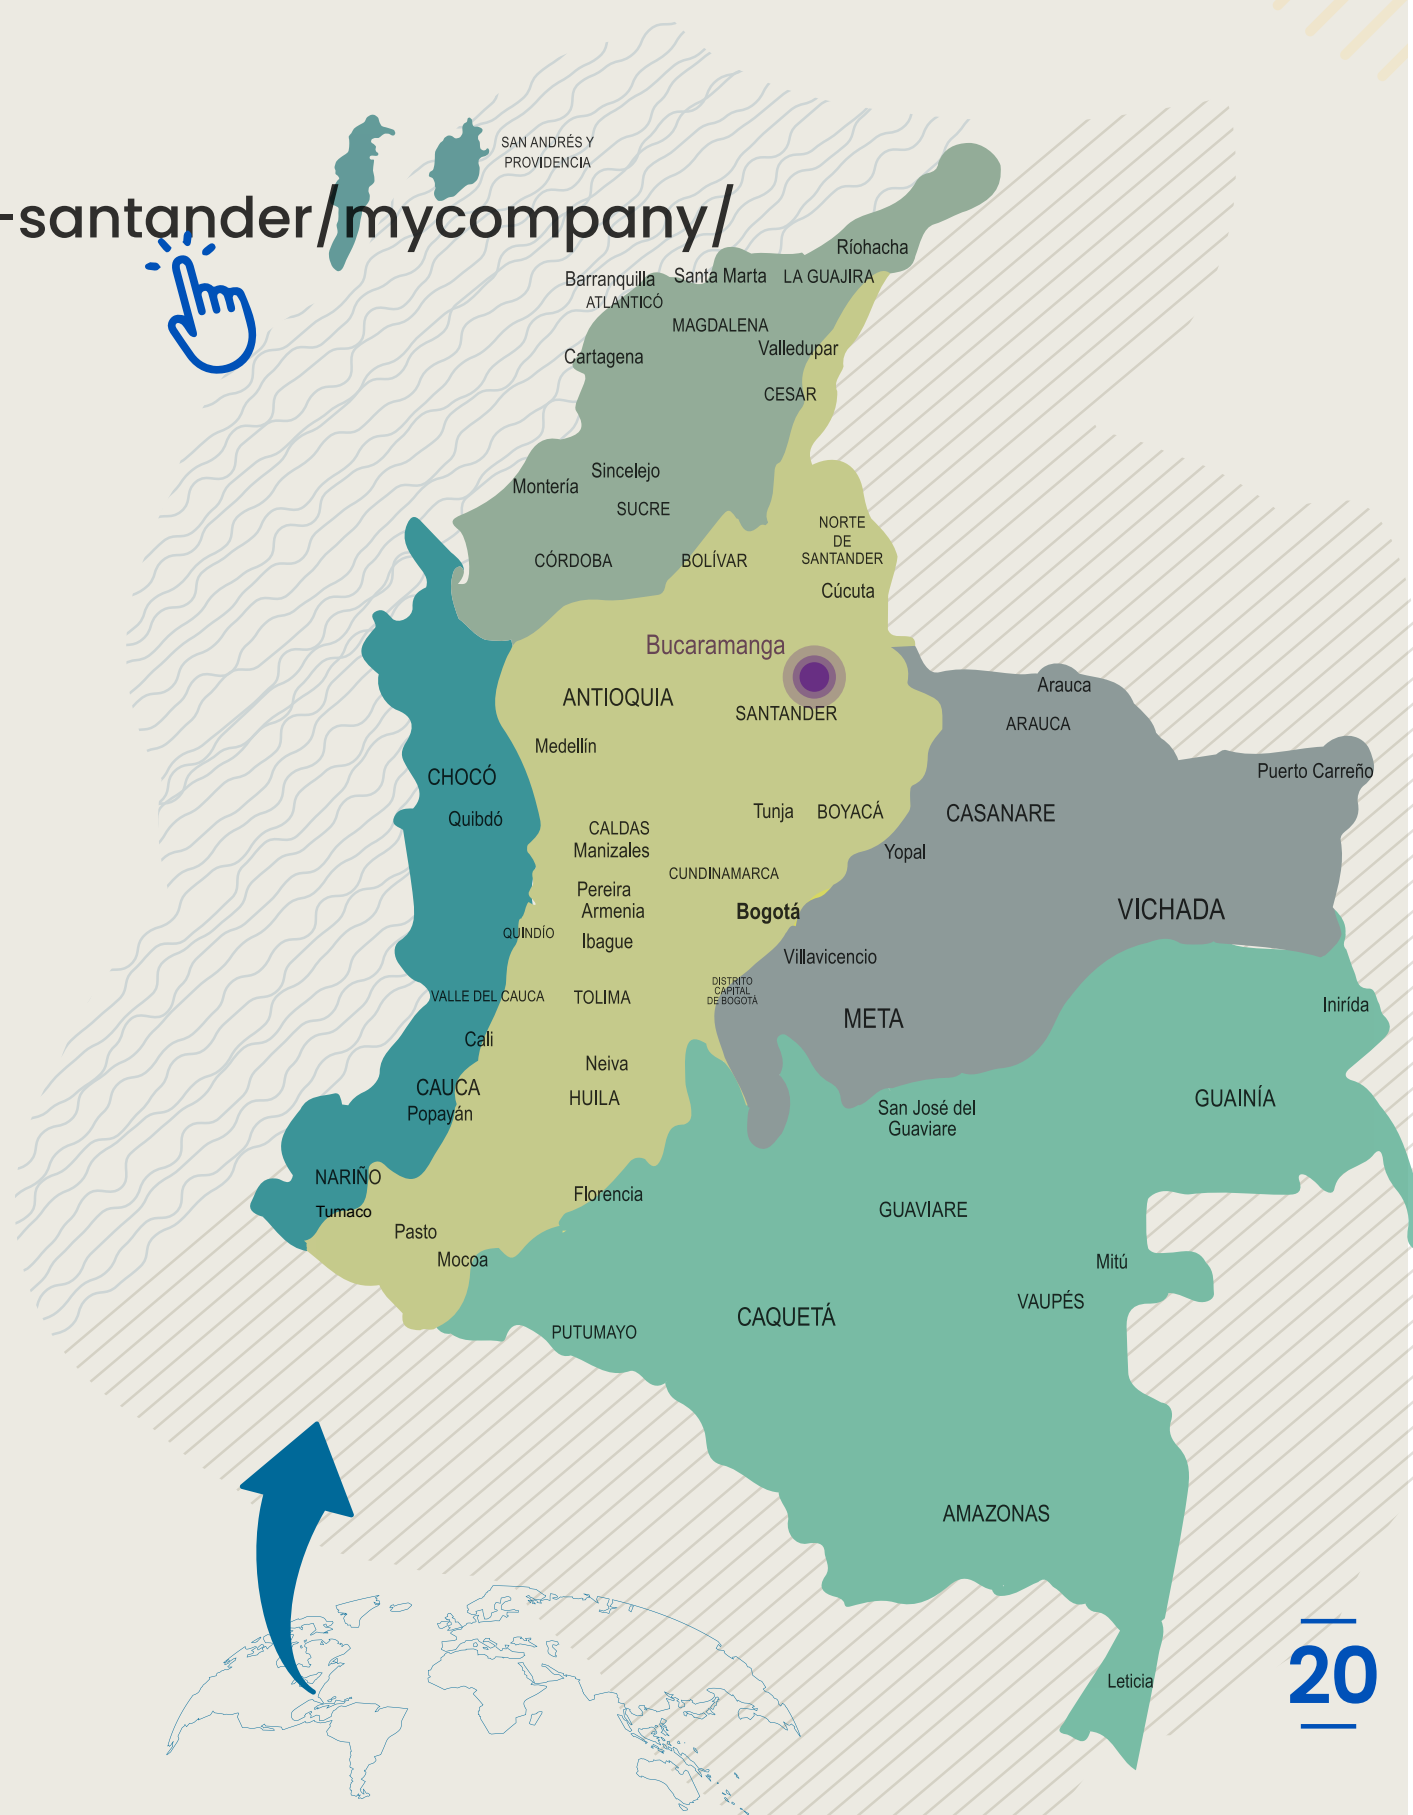 SAN ANDRÉS Y
PROVIDENCIA
-santander/mycompany/
Ríohacha
Barranquilla
Santa Marta
LA GUAJIRA
ATLANTICÓ
MAGDALENA
Valledupar
Cartagena
CESAR
Sincelejo
Montería
SUCRE
NORTE
DE
SANTANDER
CÓRDOBA
BOLÍVAR
Cúcuta
Bucaramanga
Arauca
ANTIOQUIA
SANTANDER
ARAUCA
Medellín
CHOCÓ
Puerto Carreño
Quibdó
Tunja
BOYACÁ
CASANARE
CALDAS
Manizales
Yopal
CUNDINAMARCA
Pereira
Armenia
Bogotá
VICHADA
QUINDÍO
Ibague
Villavicencio
DISTRITO
CAPITAL
DE BOGOTÁ
VALLE DEL CAUCA
TOLIMA
Inirída
META
Cali
Neiva
CAUCA
HUILA
GUAINÍA
Popayán
San José del
Guaviare
NARIÑO
Florencia
Tumaco
GUAVIARE
Pasto
Mocoa
Mitú
VAUPÉS
CAQUETÁ
PUTUMAYO
AMAZONAS
20
Leticia